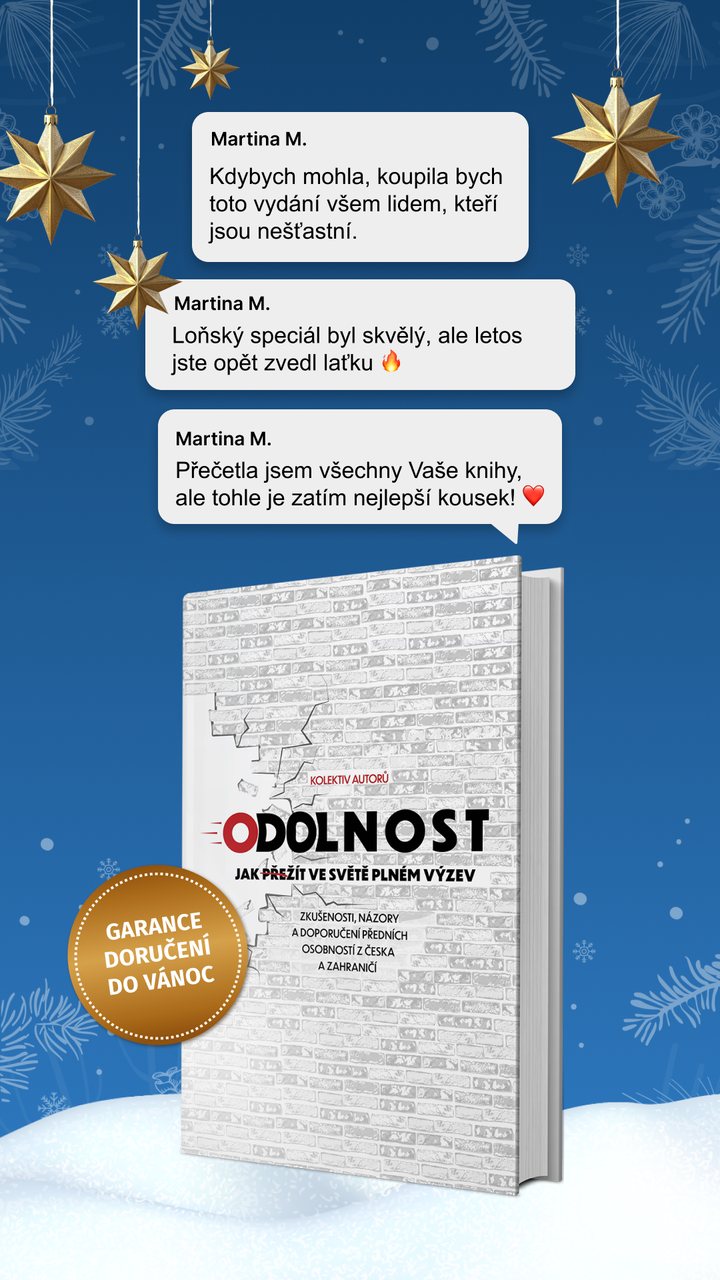 Martina M.
Kdybych mohla, koupila bych
toto vydání všem lidem, kteří
jsou nešťastní.
Martina M.
Loňský speciál byl skvělý, ale letos
jste opět zvedl laťku 🔥
Martina M.
Přečetla jsem všechny Vaše knihy,
ale tohle je zatím nejlepší kousek! ❤️
KOLEKTIV AUTORŮ
ODOLNOST
JAK PŘEŽÍT VE SVĚTĚ PLNÉM VÝZEV
ZKUŠENOSTI, NÁZORY
A DOPORUČENÍ PŘEDNÍCH
OSOBNOSTÍ Z ČESKA
A ZAHRANIČÍ
GARANCE
DORUČENÍ
DO VÁNOC